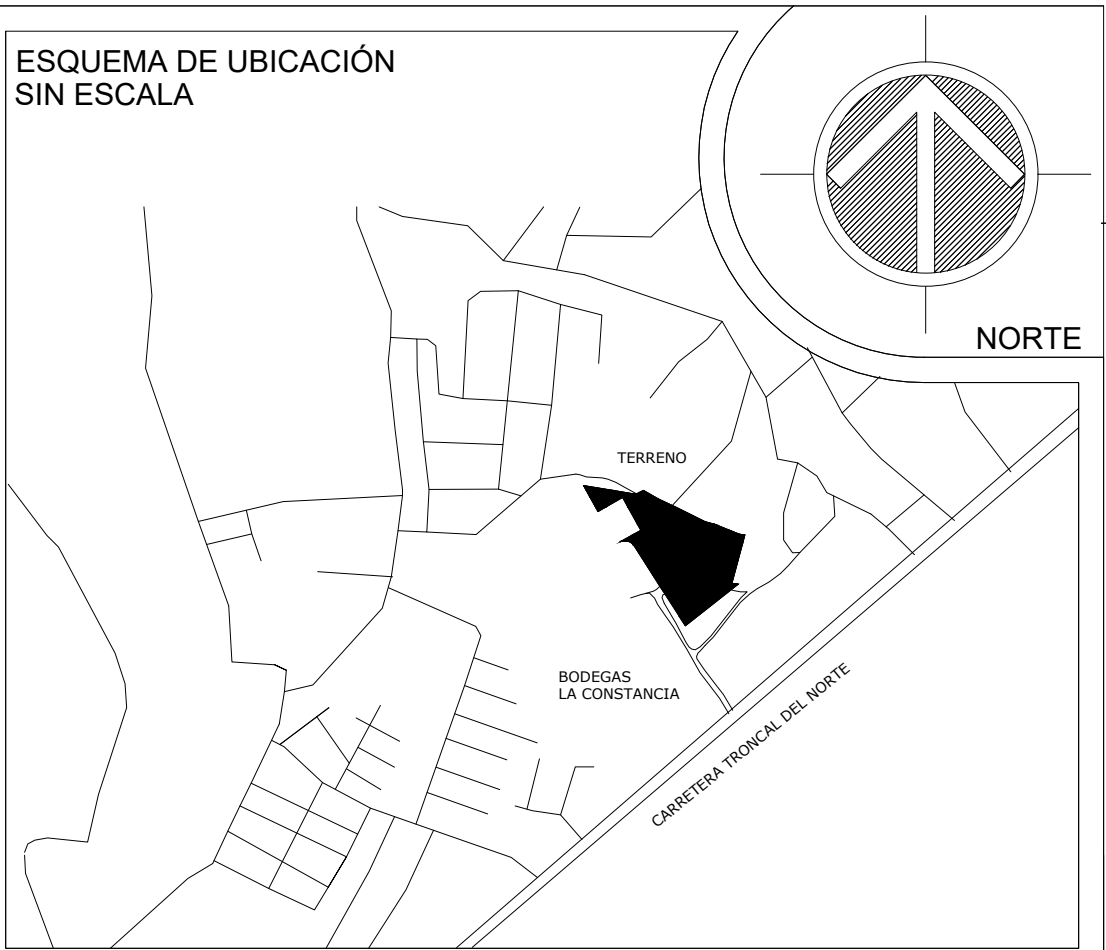 ESQUEMA DE UBICACIÓN
SIN ESCALA
NORTE
TERRENO
BODEGAS
LA CONSTANCIA
CARRETERA TRONCAL DEL NORTE